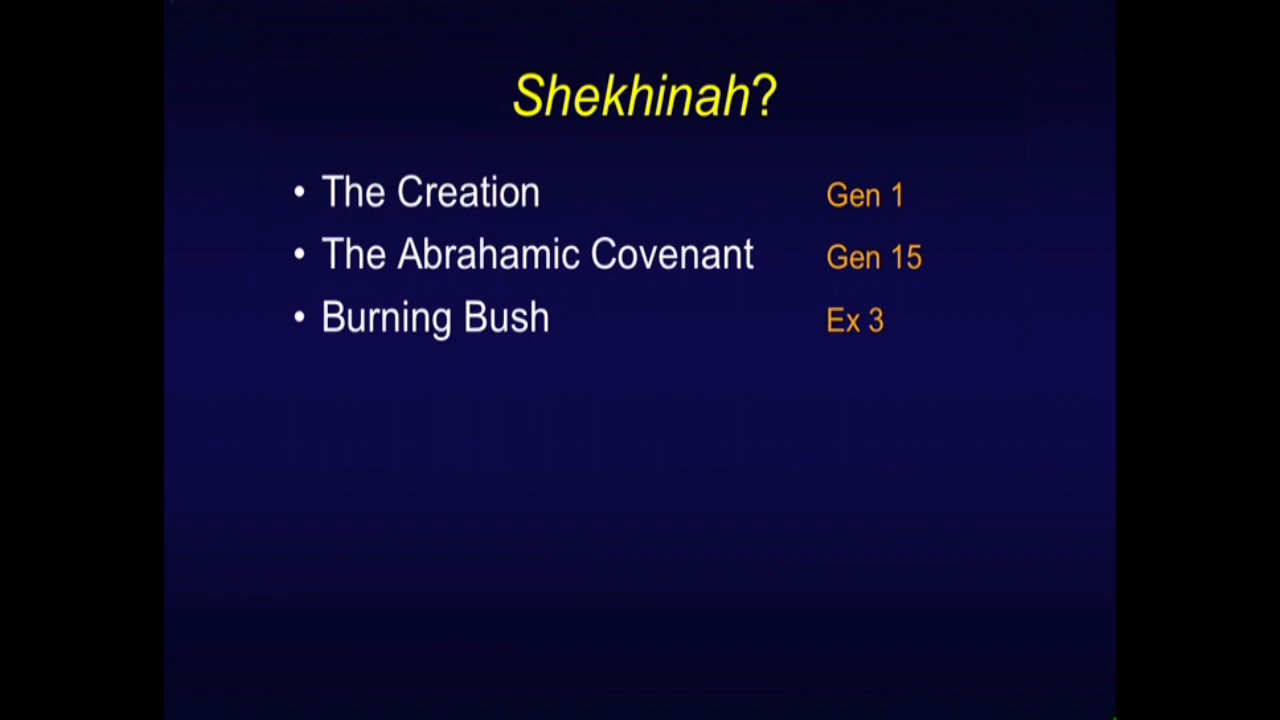 Shekhinah?
• The Creation Gen 1
• The Abrahamic Covenant Gen 15
• Burning Bush Ex 3